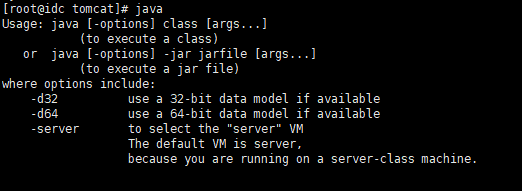 [root@idc tomcat]# java
Usage: java [-options] class [args...]
(to execute a class)
or java [-options] -jar jarfile [args...]
(to execute a jar file)
where options include:
-d32 use a 32-bit data model if available
-d64 use a 64-bit data model if available
-server to select the "server" VM
The default VM is server,
because you are running on a server-class machine.